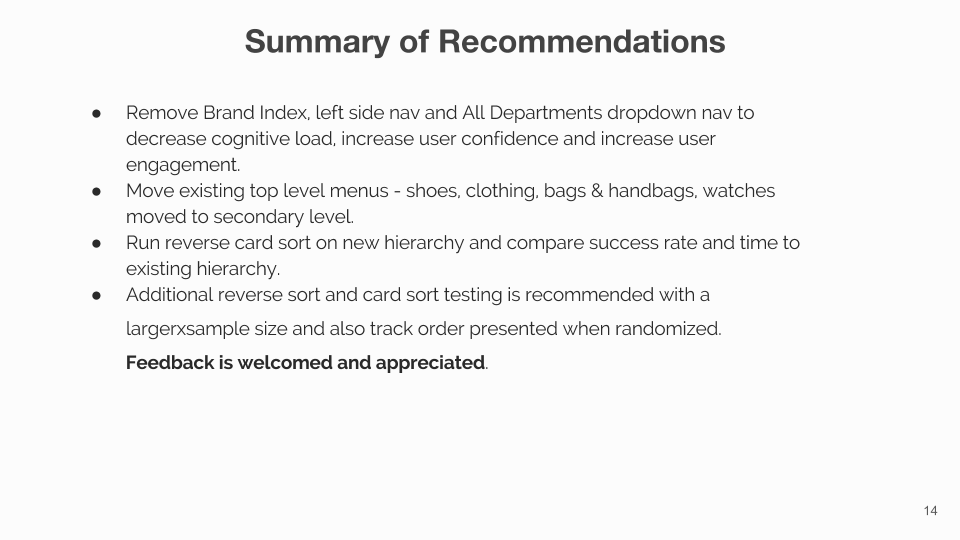 Summary of Recommendations
● Remove Brand Index, left side nav and All Departments dropdown nav to
decrease cognitive load, increase user confidence and increase user
engagement.
● Move existing top level menus - shoes, clothing, bags & handbags, watches
moved to secondary level.
● Run reverse card sort on new hierarchy and compare success rate and time to
existing hierarchy.
● Additional reverse sort and card sort testing is recommended with a
largerxsample size and also track order presented when randomized.
Feedback is welcomed and appreciated.
14